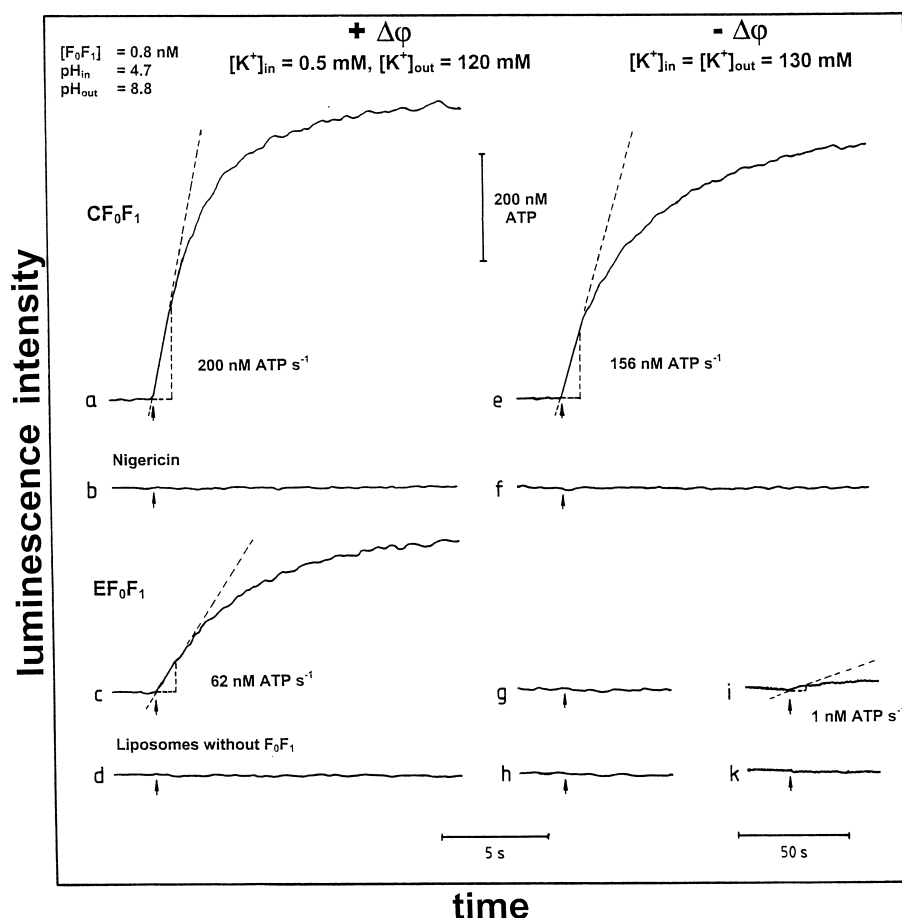 + Δφ
- Δφ
[F₀F₁] = 0.8 nM
pHᵢₙ = 4.7
pHₒᵤₜ = 8.8
[K⁺]ᵢₙ = 0.5 mM, [K⁺]ₒᵤₜ = 120 mM
[K⁺]ᵢₙ = [K⁺]ₒᵤₜ = 130 mM
200 nM
ATP
CF₀F₁
200 nM ATP s⁻¹
156 nM ATP s⁻¹
a
e
Nigericin
b
f
EF₀F₁
62 nM ATP s⁻¹
c
g
i
1 nM ATP s⁻
Liposomes without F₀F₁
d
h
k
5 s
50 s
luminescence intensity
time